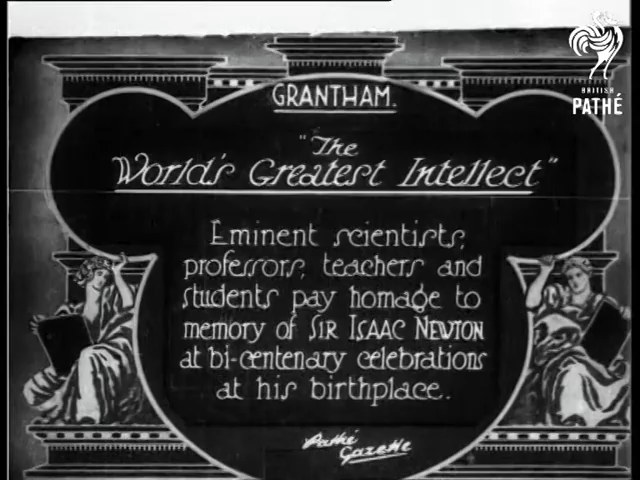 BRITISH
PATHÉ
GRANTHAM.
"The
World's Greatest Intellect"
Eminent scientists,
professors, teachers and
students pay homage to
memory of SIR ISAAC NEWTON
at bi-centenary celebrations
at his birthplace.
Pathé
Gazette